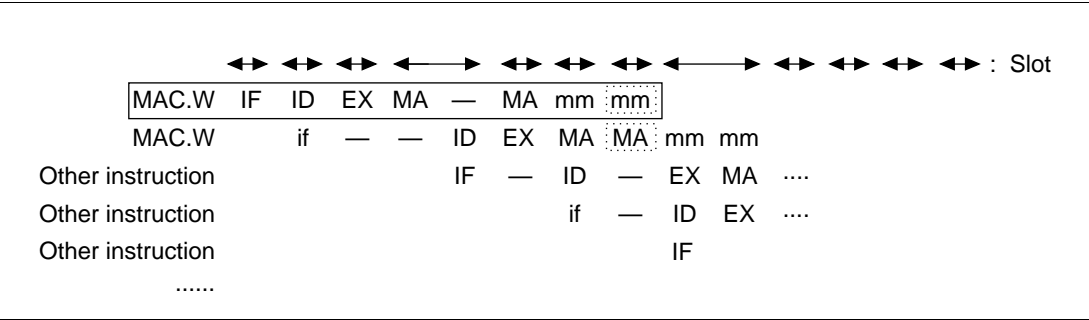 : Slot
MAC.W IF ID EX MA — MA mm mm
MAC.W if — — ID EX MA MA mm mm
Other instruction IF — ID — EX MA ....
Other instruction if — ID EX ....
Other instruction IF
......